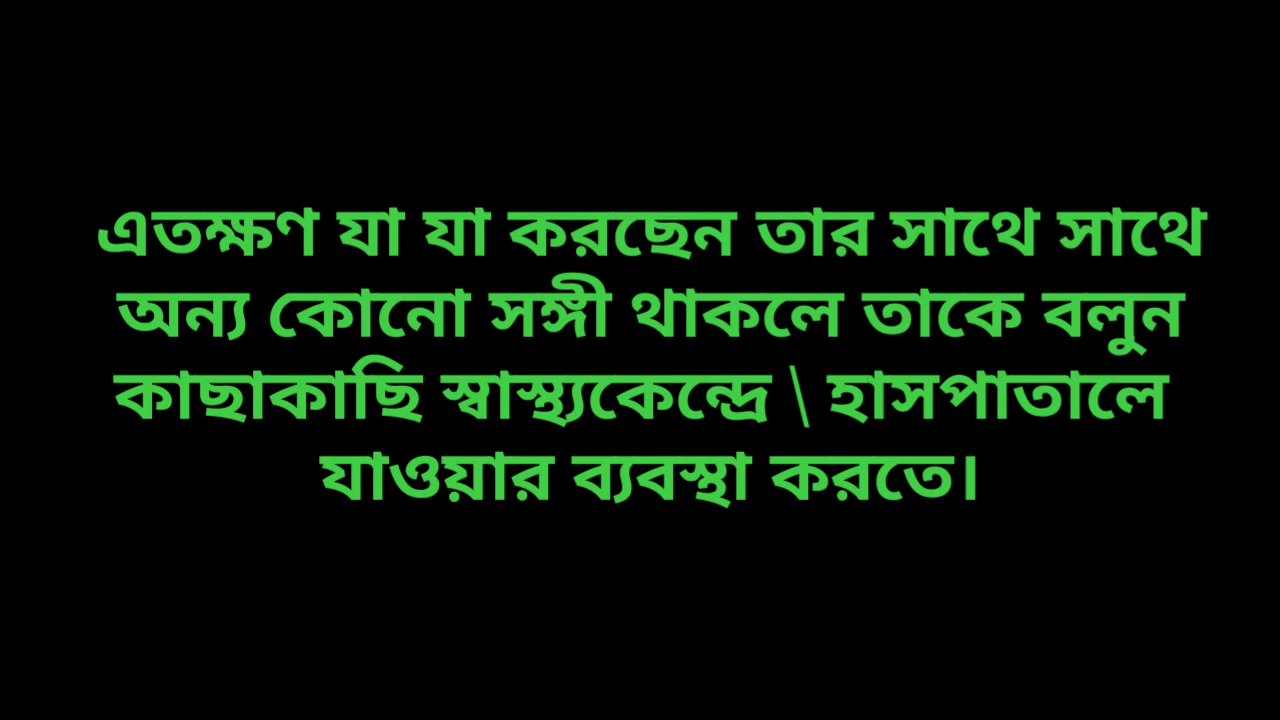 এতক্ষণ যা যা করছেন তার সাথে সাথে
অন্য কোনো সঙ্গী থাকলে তাকে বলুন
কাছাকাছি স্বাস্থ্যকেন্দ্রে \ হাসপাতালে
যাওয়ার ব্যবস্থা করতে।